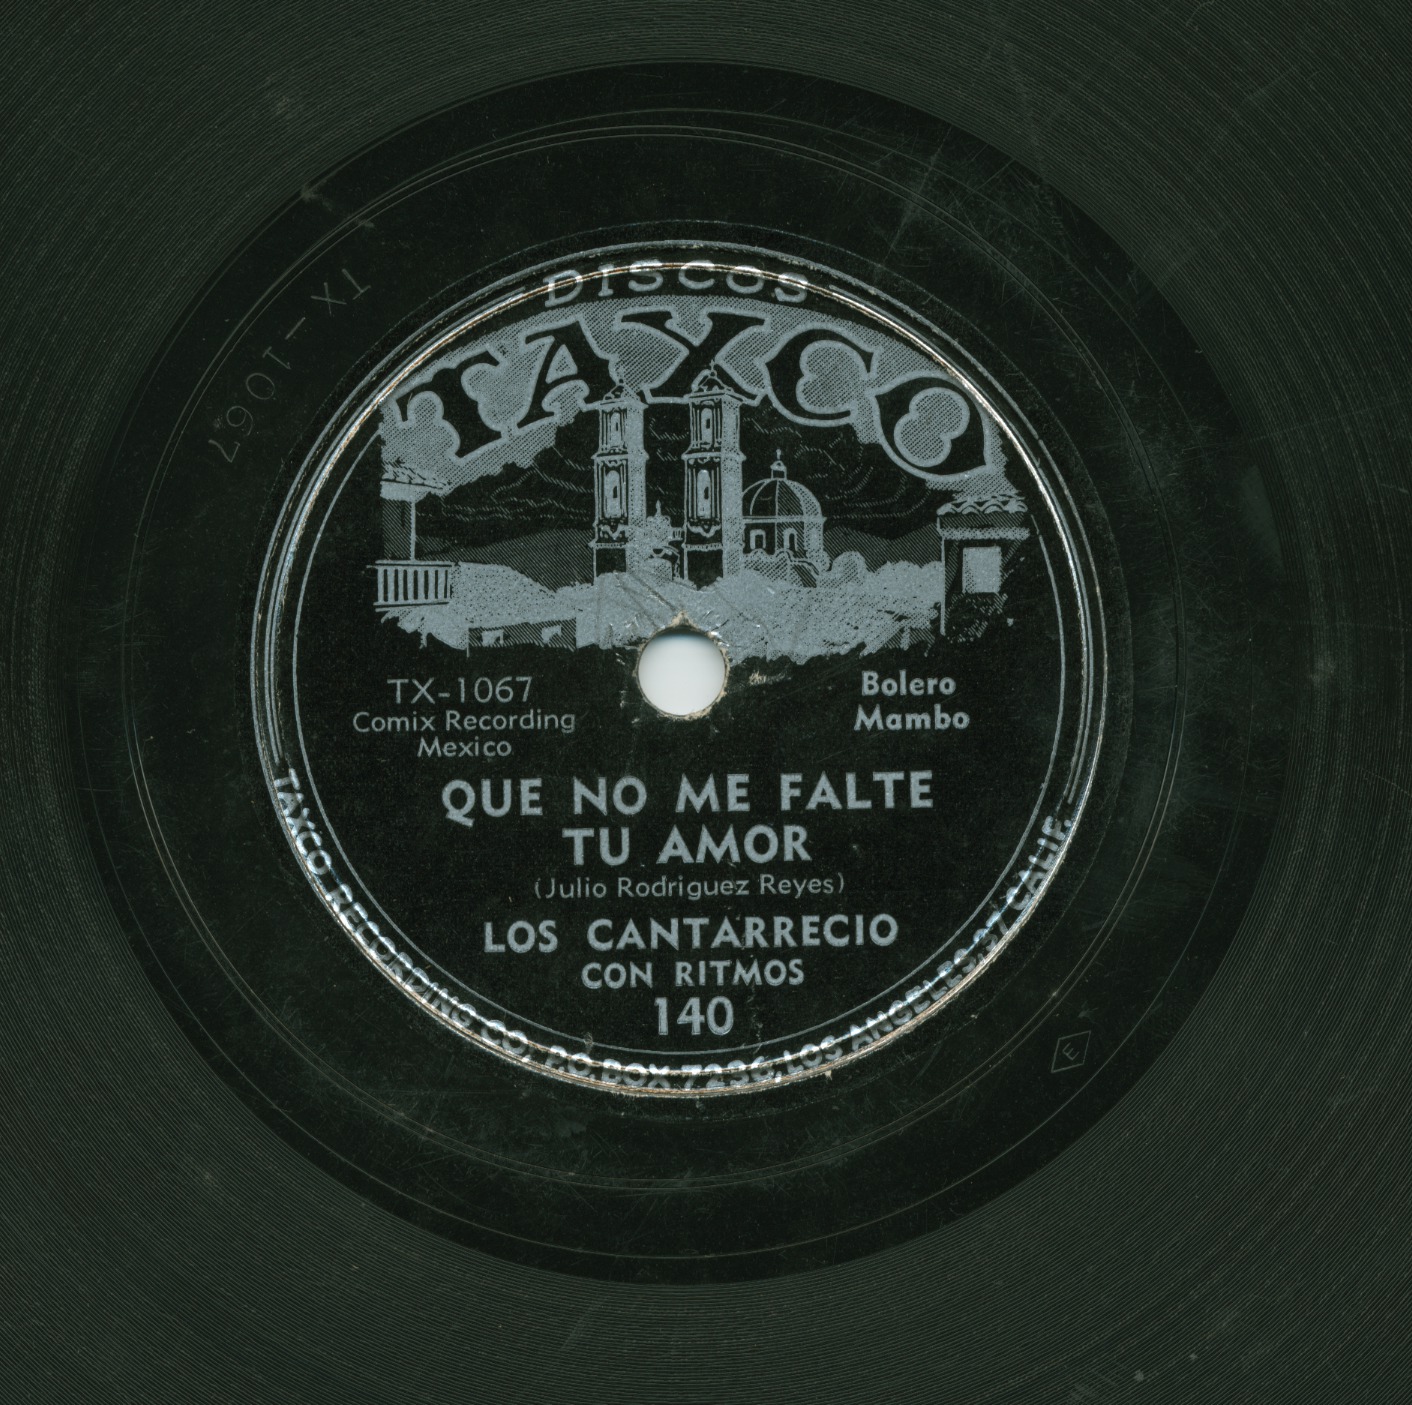 DISCOS
TAXCO
TX-1067
Comix Recording
Mexico
Bolero
Mambo
QUE NO ME FALTE
TU AMOR
(Julio Rodriguez Reyes)
LOS CANTARRECIO
CON RITMOS
140
TAXCO RECORDING CO. P.O. BOX 7236, LOS ANGELES, 37 CALIF.
TX-1067
E